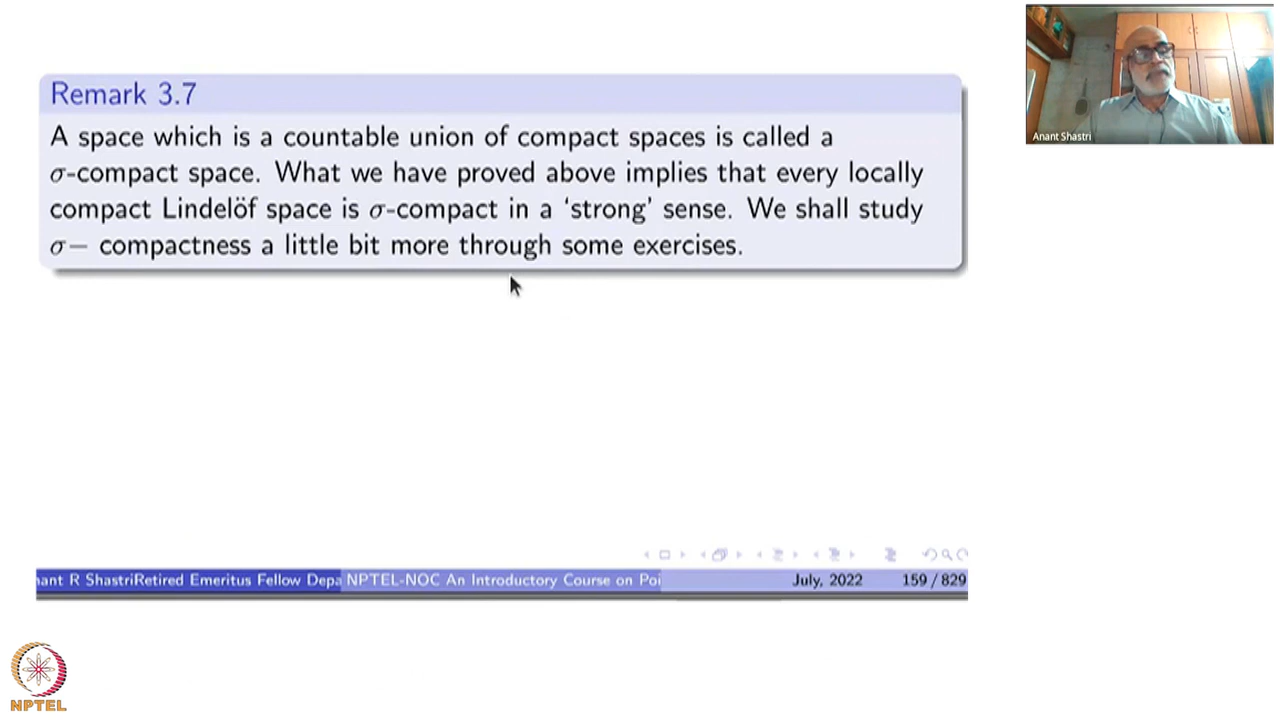 Remark 3.7
A space which is a countable union of compact spaces is called a
σ-compact space. What we have proved above implies that every locally
compact Lindelöf space is σ-compact in a ‘strong’ sense. We shall study
σ− compactness a little bit more through some exercises.
Anant Shastri
ant R ShastriRetired Emeritus Fellow Depa NPTEL-NOC An Introductory Course on Poi July, 2022 159 / 829
NPTEL